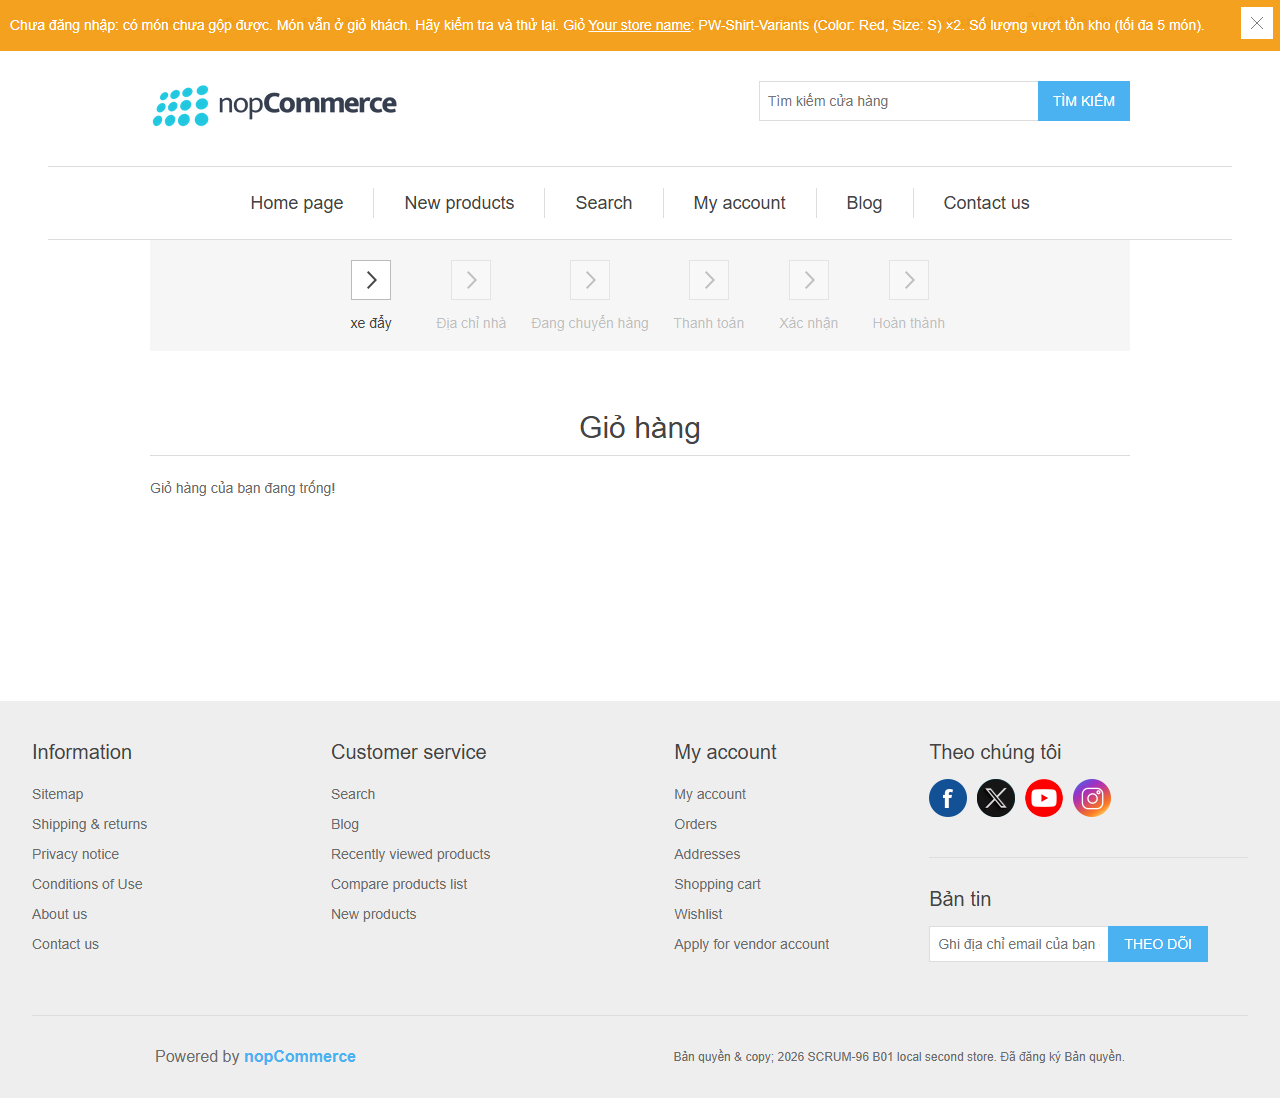 Chưa đăng nhập: có món chưa gộp được. Món vẫn ở giỏ khách. Hãy kiểm tra và thử lại. Giỏ Your store name: PW-Shirt-Variants (Color: Red, Size: S) ×2. Số lượng vượt tồn kho (tối đa 5 món).
nopCommerce
Tìm kiếm cửa hàng
TÌM KIẾM
Home page
New products
Search
My account
Blog
Contact us
xe đẩy
Địa chỉ nhà
Đang chuyển hàng
Thanh toán
Xác nhận
Hoàn thành
Giỏ hàng
Giỏ hàng của bạn đang trống!
Information
Sitemap
Shipping & returns
Privacy notice
Conditions of Use
About us
Contact us
Customer service
Search
Blog
Recently viewed products
Compare products list
New products
My account
My account
Orders
Addresses
Shopping cart
Wishlist
Apply for vendor account
Theo chúng tôi
Bản tin
Ghi địa chỉ email của bạn
THEO DÕI
Powered by nopCommerce
Bản quyền & copy; 2026 SCRUM-96 B01 local second store. Đã đăng ký Bản quyền.